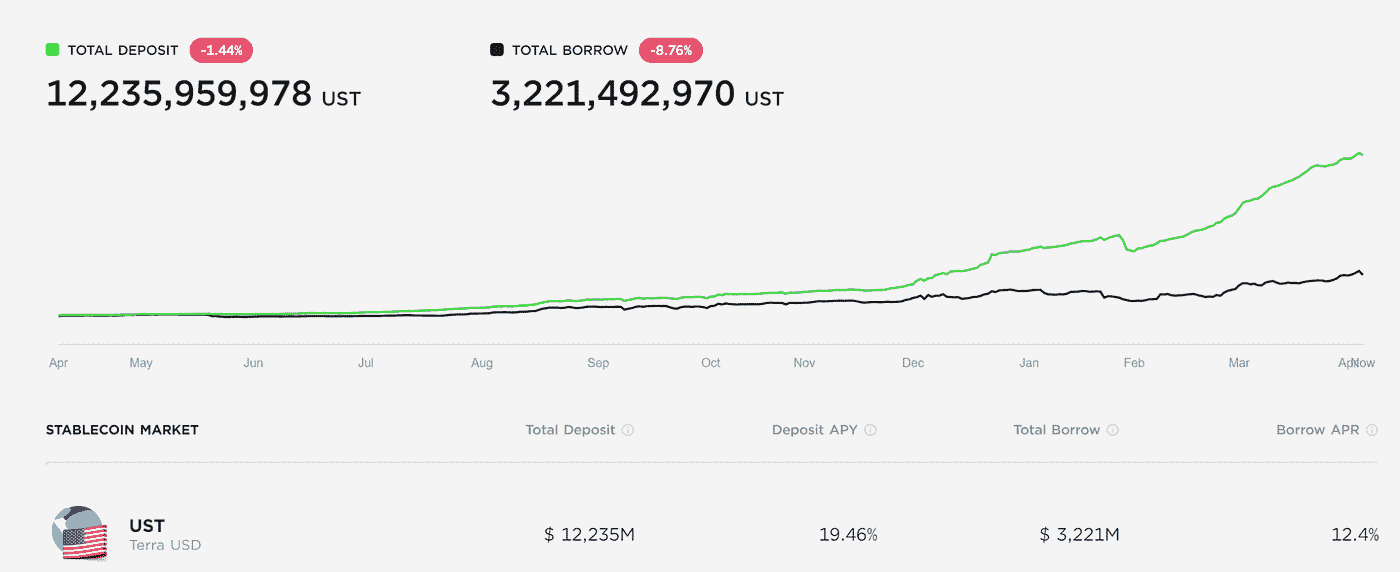 TOTAL DEPOSIT -1.44% TOTAL BORROW -8.76%
12,235,959,978 UST 3,221,492,970 UST
Apr May Jun Jul Aug Sep Oct Nov Dec Jan Feb Mar Apr Now
STABLECOIN MARKET Total Deposit Deposit APY Total Borrow Borrow APR
UST $ 12,235M 19.46% $ 3,221M 12.4%
Terra USD